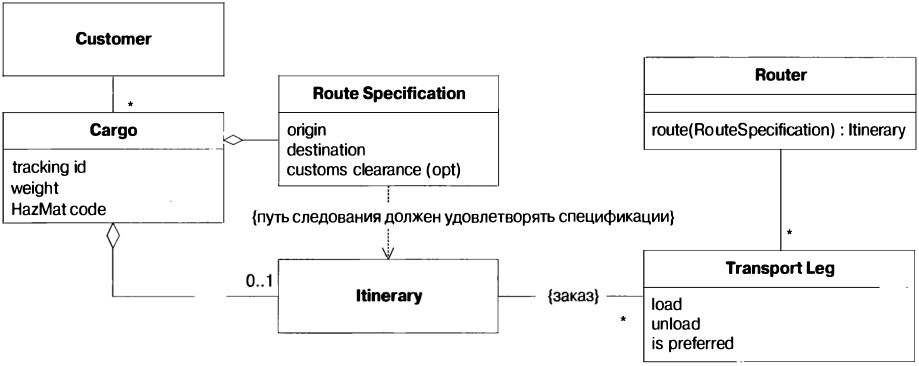 Customer
*
Cargo
tracking id
weight
HazMat code
Route Specification
origin
destination
customs clearance (opt)
Router
route(RouteSpecification) : Itinerary
{путь следования должен удовлетворять спецификации}
*
0..1
Itinerary
{заказ}
*
Transport Leg
load
unload
is preferred